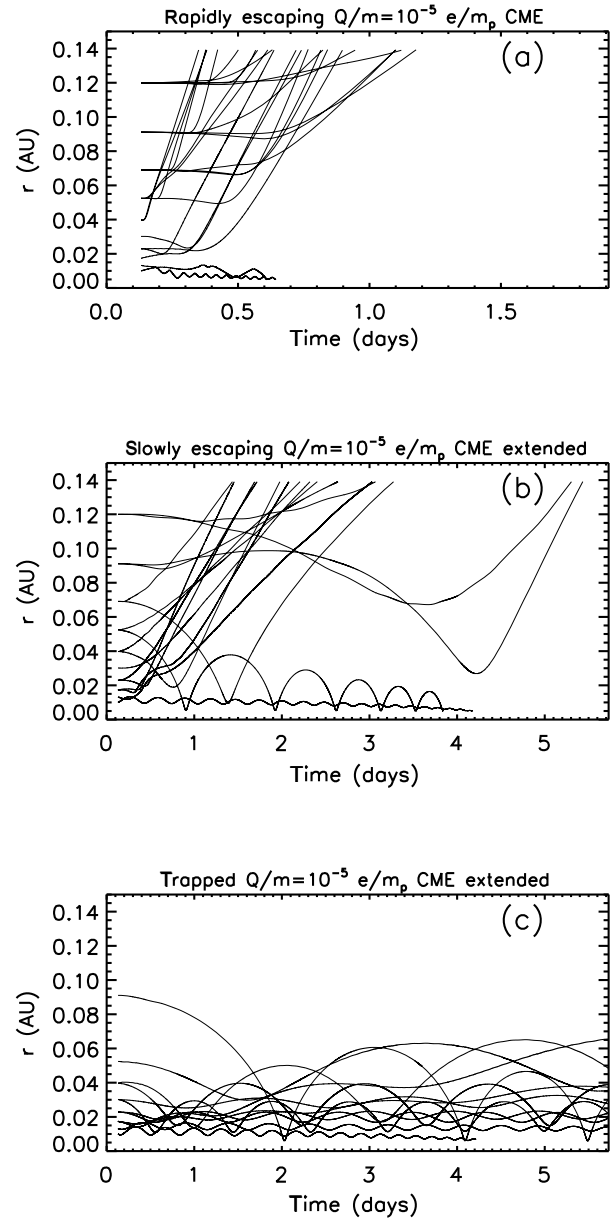 Rapidly escaping Q/m=10⁻⁵ e/mₚ CME
(a)
r (AU)
0.14
0.12
0.10
0.08
0.06
0.04
0.02
0.00
0.0 0.5 1.0 1.5
Time (days)
Slowly escaping Q/m=10⁻⁵ e/mₚ CME extended
(b)
r (AU)
0.14
0.12
0.10
0.08
0.06
0.04
0.02
0.00
0 1 2 3 4 5
Time (days)
Trapped Q/m=10⁻⁵ e/mₚ CME extended
(c)
r (AU)
0.14
0.12
0.10
0.08
0.06
0.04
0.02
0.00
0 1 2 3 4 5
Time (days)